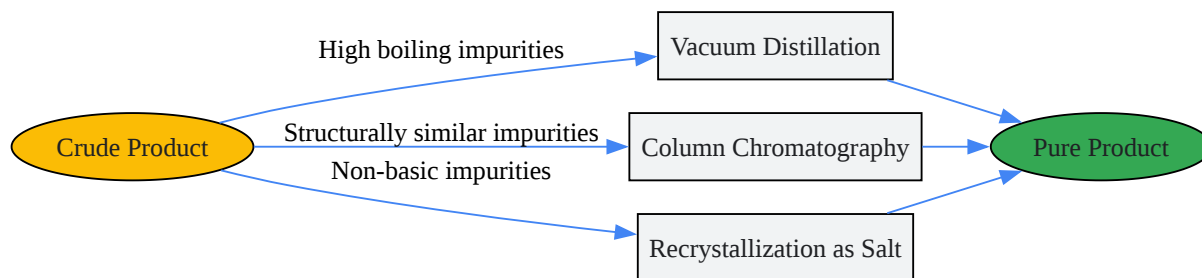 High boiling impurities
Vacuum Distillation
Crude Product
Structurally similar impurities
Column Chromatography
Pure Product
Non-basic impurities
Recrystallization as Salt